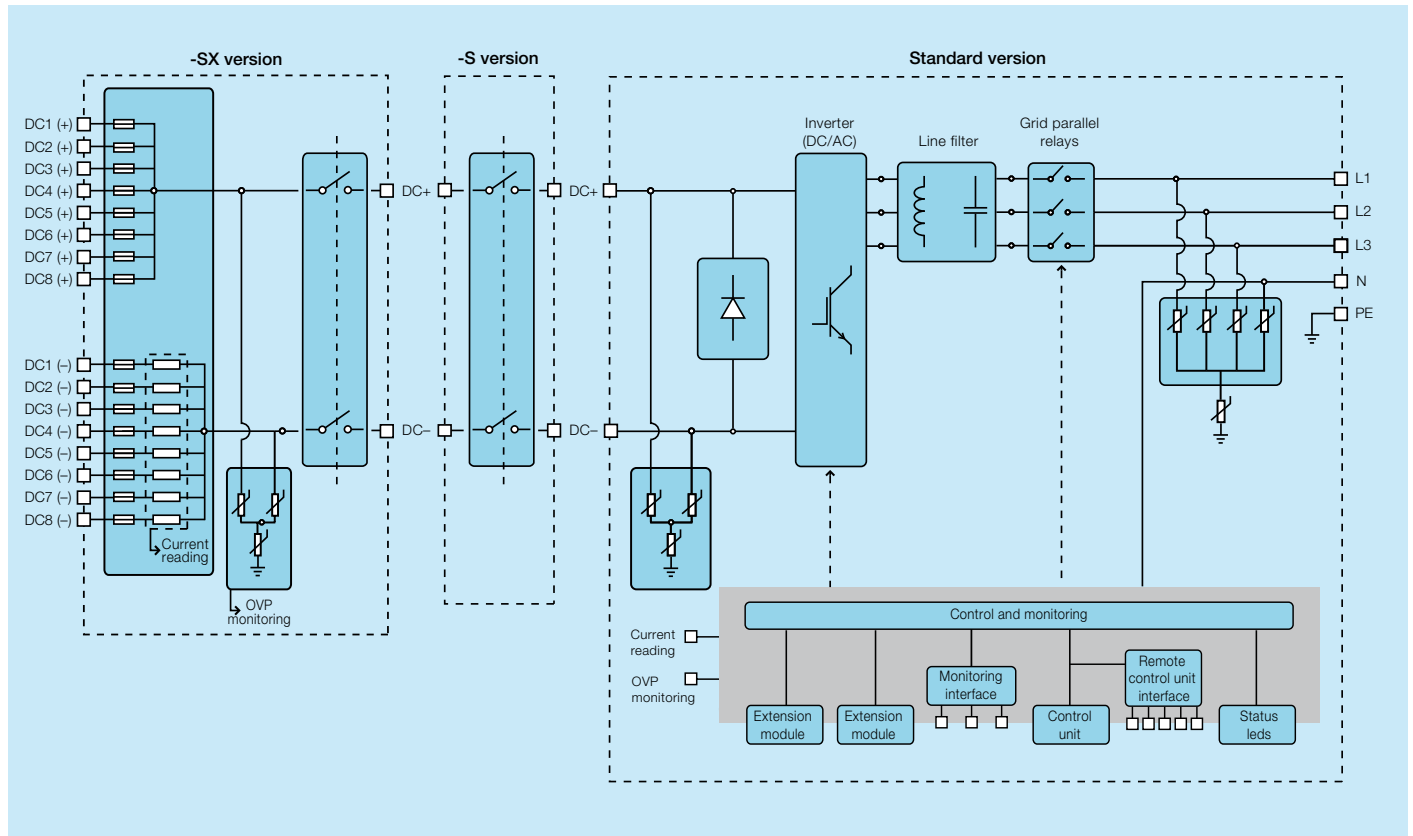 -SX version
-S version
Standard version
DC1 (+)
DC2 (+)
DC3 (+)
DC4 (+)
DC5 (+)
DC6 (+)
DC7 (+)
DC8 (+)
DC1 (–)
DC2 (–)
DC3 (–)
DC4 (–)
DC5 (–)
DC6 (–)
DC7 (–)
DC8 (–)
Current
reading
OVP
monitoring
DC+
DC–
DC+
DC–
Inverter
(DC/AC)
Line filter
Grid parallel
relays
L1
L2
L3
N
PE
Control and monitoring
Current
reading
OVP
monitoring
Extension
module
Extension
module
Monitoring
interface
Control
unit
Remote
control unit
interface
Status
leds